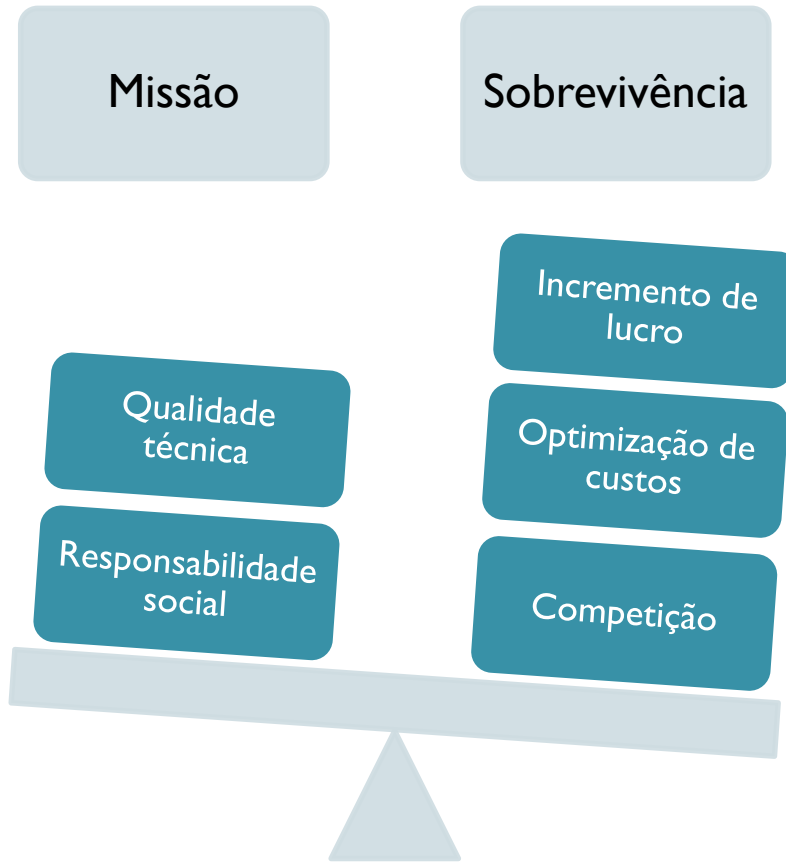 Missão
Sobrevivência
Incremento de
lucro
Qualidade
técnica
Optimização de
custos
Responsabilidade
social
Competição